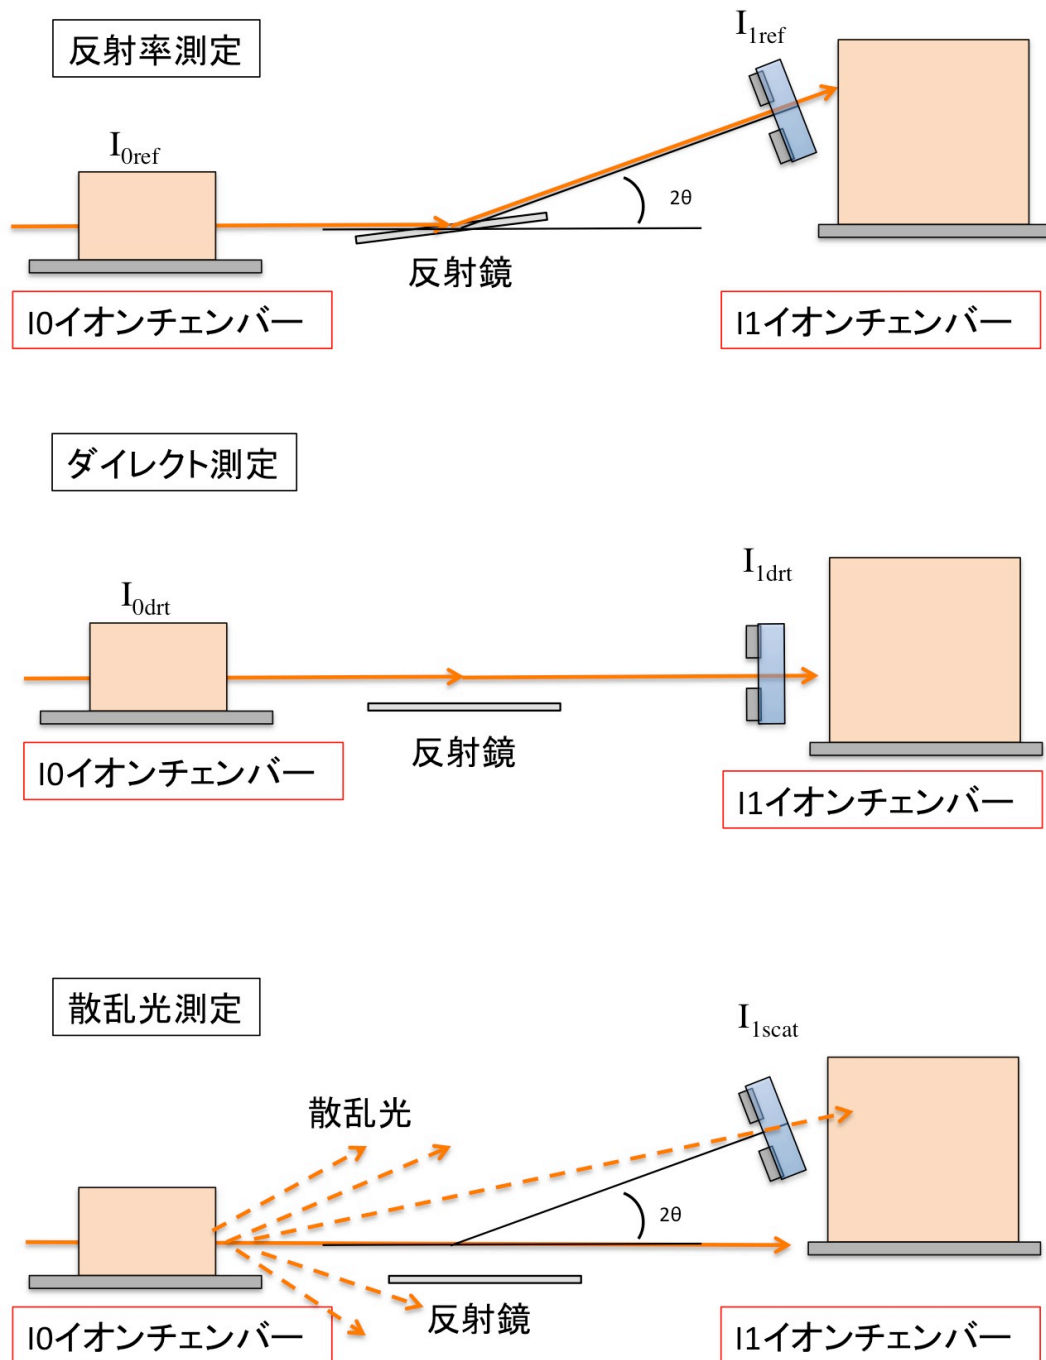 反射率測定
I1ref
I0ref
2θ
反射鏡
I0イオンチェンバー
I1イオンチェンバー
ダイレクト測定
I1drt
I0drt
反射鏡
I0イオンチェンバー
I1イオンチェンバー
散乱光測定
I1scat
散乱光
2θ
反射鏡
I0イオンチェンバー
I1イオンチェンバー